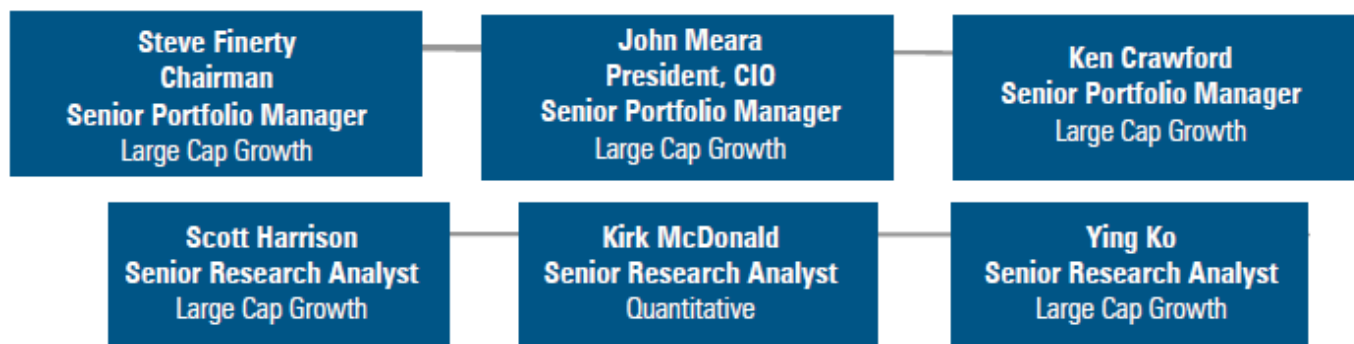 Steve Finerty
Chairman
Senior Portfolio Manager
Large Cap Growth
John Meara
President, CIO
Senior Portfolio Manager
Large Cap Growth
Ken Crawford
Senior Portfolio Manager
Large Cap Growth
Scott Harrison
Senior Research Analyst
Large Cap Growth
Kirk McDonald
Senior Research Analyst
Quantitative
Ying Ko
Senior Research Analyst
Large Cap Growth